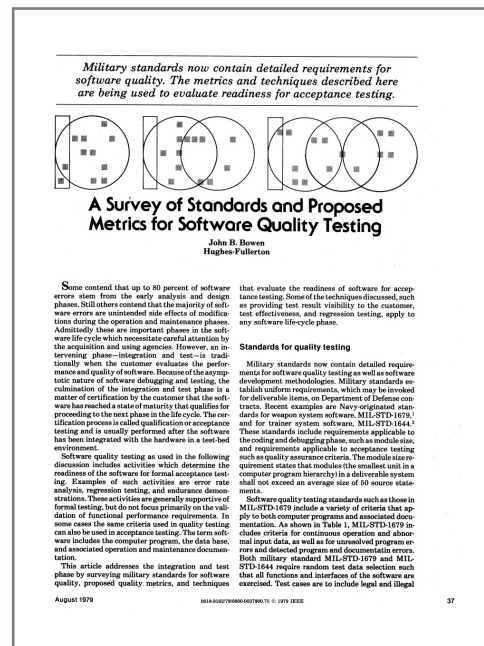 Military standards now contain detailed requirements for
software quality. The metrics and techniques described here
are being used to evaluate readiness for acceptance testing.
A Survey of Standards and Proposed
Metrics for Software Quality Testing
John B. Bowen
Hughes-Fullerton
Some contend that up to 80 percent of software
errors stem from the early analysis and design
phases. Still others contend that the majority of soft-
ware errors are unintended side effects of modifica-
tions during the operation and maintenance phases.
Admittedly these are important phases in the soft-
ware life cycle which necessitate careful attention by
the acquisition and using agencies. However, an in-
tervening phase—integration and test—is tradi-
tionally when the customer evaluates the perfor-
mance and quality of software. Because of the asymp-
totic nature of software debugging and testing, the
culmination of the integration and test phase is a
matter of certification by the customer that the soft-
ware has reached a state of maturity that qualifies for
proceeding to the next phase in the life cycle. The cer-
tification process is called qualification or acceptance
testing and is usually performed after the software
has been integrated with the hardware in a test-bed
environment.
Software quality testing as used in the following
discussion includes activities which determine the
readiness of the software for formal acceptance test-
ing. Examples of such activities are error rate
analysis, regression testing, and endurance demon-
strations. These activities are generally supportive of
formal testing, but do not focus primarily on the vali-
dation of functional performance requirements. In
some cases the same criteria used in quality testing
can also be used in acceptance testing. The term soft-
ware includes the computer program, the data base,
and associated operation and maintenance documen-
tation.
This article addresses the integration and test
phase by surveying military standards for software
quality, proposed quality metrics, and techniques
that evaluate the readiness of software for accep-
tance testing. Some of the techniques discussed, such
as providing test result visibility to the customer,
test effectiveness, and regression testing, apply to
any software life-cycle phase.
Standards for quality testing
Military standards now contain detailed require-
ments for software quality testing as well as software
development methodologies. Military standards es-
tablish uniform requirements, which may be invoked
for deliverable items, on Department of Defense con-
tracts. Recent examples are Navy-originated stan-
dards for weapon system software, MIL-STD-1679,¹
and for trainer system software, MIL-STD-1644.²
These standards include requirements applicable to
the coding and debugging phase, such as module size,
and requirements applicable to acceptance testing
such as quality assurance criteria. The module size re-
quirement states that modules (the smallest unit in a
computer program hierarchy) in a deliverable system
shall not exceed an average size of 50 source state-
ments.
Software quality testing standards such as those in
MIL-STD-1679 include a variety of criteria that ap-
ply to both computer programs and associated docu-
mentation. As shown in Table 1, MIL-STD-1679 in-
cludes criteria for continuous operation and abnor-
mal input data, as well as for unresolved program er-
rors and detected program and documentatin errors.
Both military standard MIL-STD-1679 and MIL-
STD-1644 require random test data selection such
that all functions and interfaces of the software are
exercised. Test cases are to include legal and illegal
August 1979
0018-9162/79/0800-0037$00.75 © 1979 IEEE
37